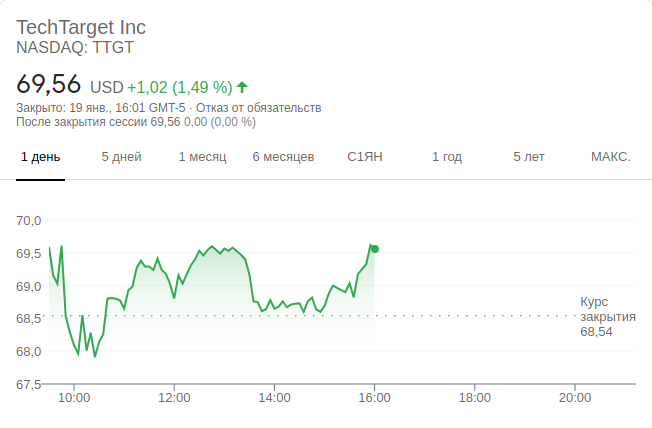 TechTarget Inc
NASDAQ: TTGT
69,56 USD +1,02 (1,49 %)
Закрыто: 19 янв., 16:01 GMT-5 · Отказ от обязательств
После закрытия сессии 69,56 0,00 (0,00 %)
1 день 5 дней 1 месяц 6 месяцев С1ЯН 1 год 5 лет МАКС.
70,0
69,5
69,0
68,5
68,0
67,5
Курс
закрытия
68,54
10:00 12:00 14:00 16:00 18:00 20:00